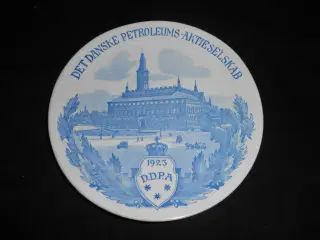 DET DANSKE PETROLEUMS-AKTIESELSKAB
1923
D.D.P.A